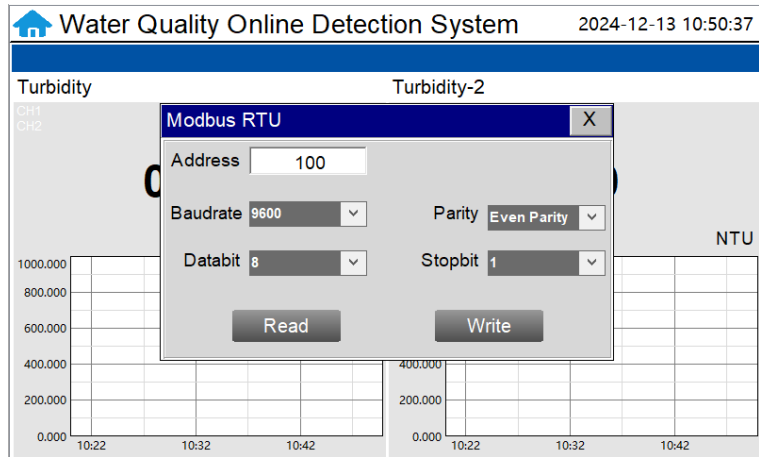 Water Quality Online Detection System 2024-12-13 10:50:37
Turbidity Turbidity-2
CH1
CH2
Modbus RTU X
Address 100
Baudrate 9600 Parity Even Parity
NTU
Databit 8 Stopbit 1
Read Write
1000.000
800.000
600.000
400.000 400.000
200.000 200.000
0.000 0.000
10:22 10:32 10:42 10:22 10:32 10:42